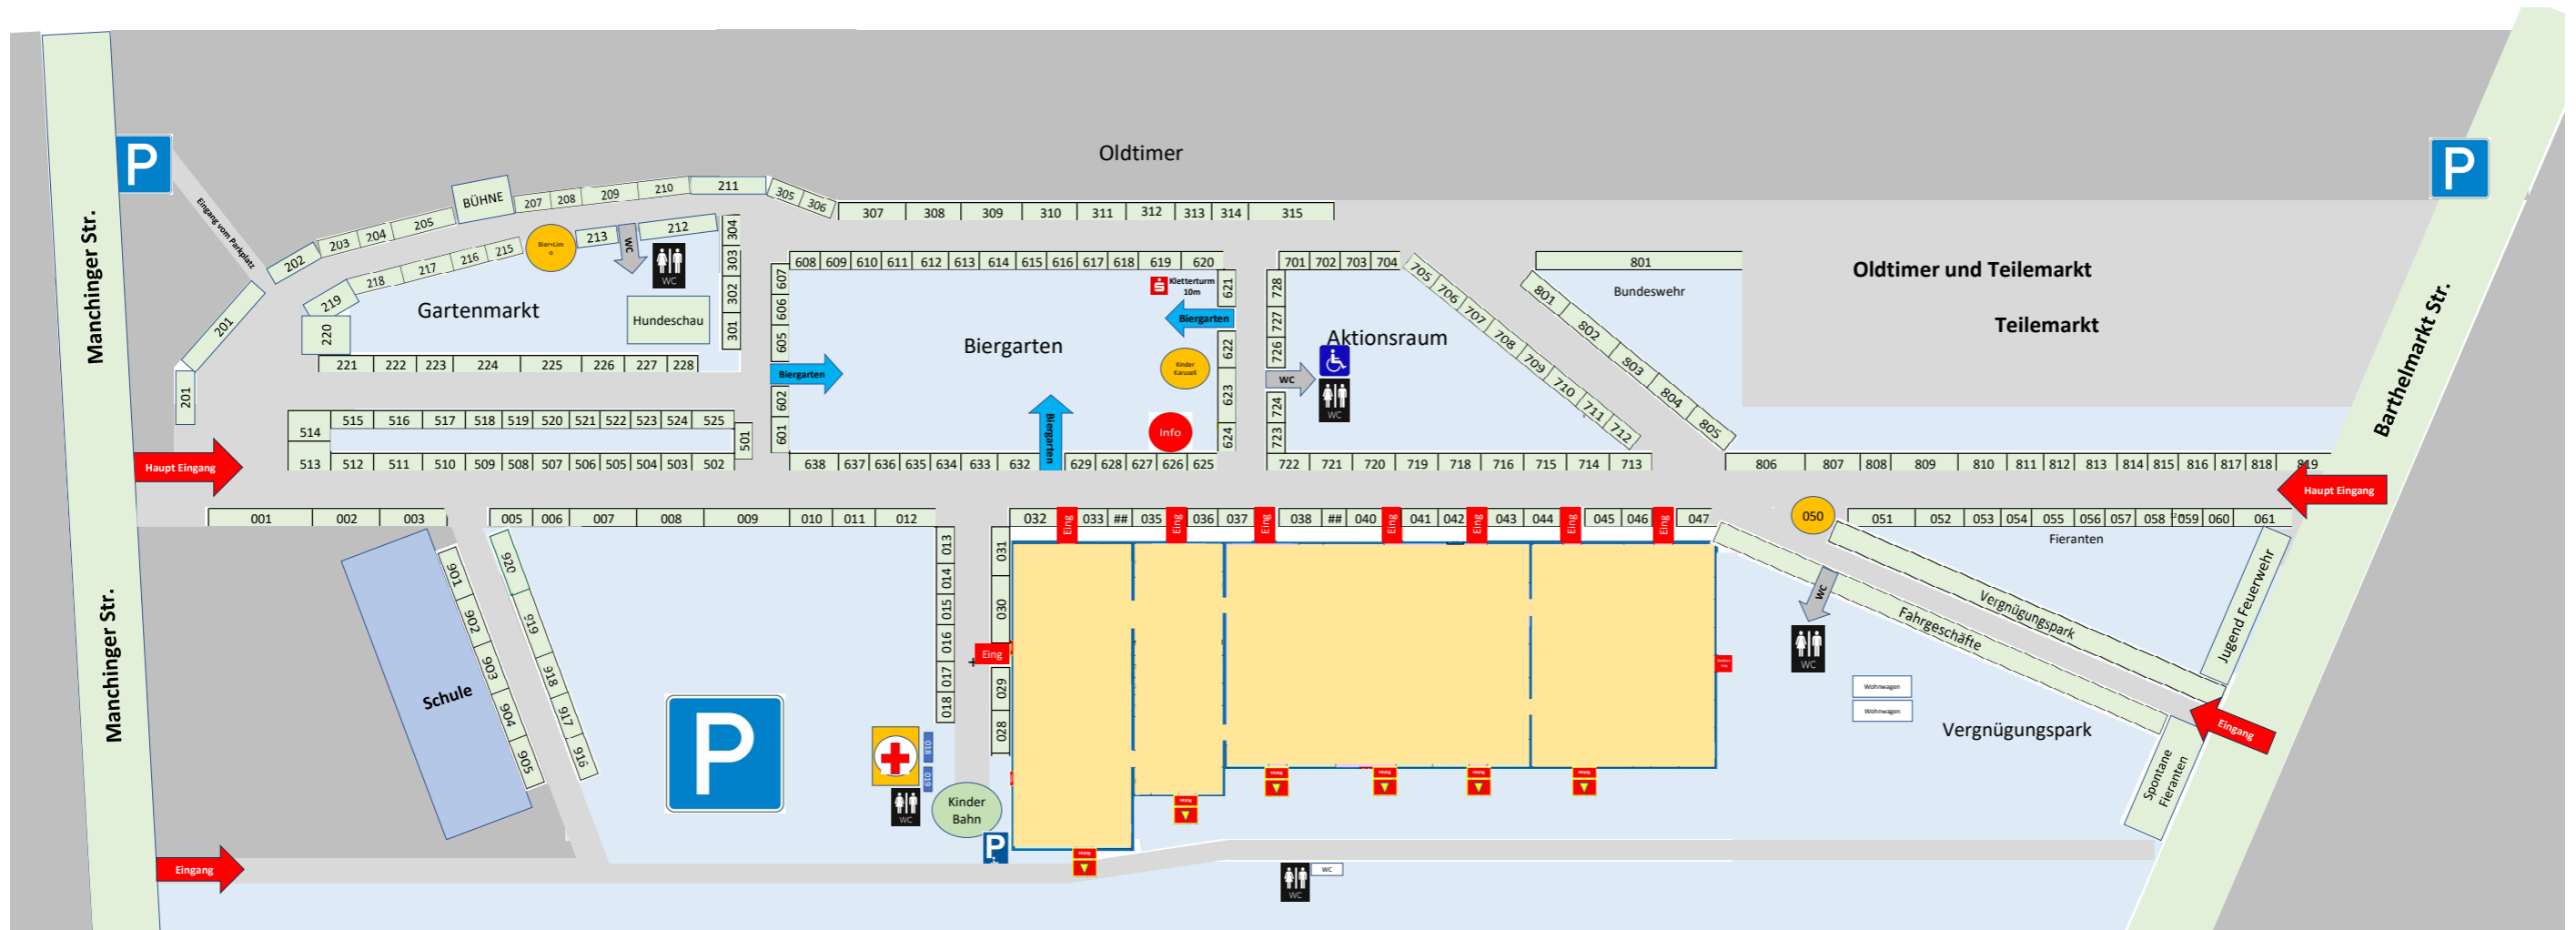 Oldtimer
P
P
Manchinger Str.
Eingang vom Parkplatz
BÜHNE
207 208 209 210 211
305 306
307 308 309 310 311 312 313 314 315
202 203 204 205
201
201
219 218 217 216 215
Bier+Lim
o
213
WC
212
WC
304
303
302
301
Gartenmarkt
Hundeschau
220
221 222 223 224 225 226 227 228
608 609 610 611 612 613 614 615 616 617 618 619 620
607
606
605
602
601
Kletterturm
10m
621
622
623
624
Biergarten
Biergarten
Biergarten
Biergarten
Kinder
Karusell
Info
638 637 636 635 634 633 632 629 628 627 626 625
701 702 703 704
705 706 707 708 709 710 711 712
728
727
726
724
723
Aktionsraum
WC
WC
722 721 720 719 718 716 715 714 713
801
Bundeswehr
801 802 803 804 805
Oldtimer und Teilemarkt
Teilemarkt
Barthelmarkt Str.
514 515 516 517 518 519 520 521 522 523 524 525
501
513 512 511 510 509 508 507 506 505 504 503 502
Haupt Eingang
806 807 808 809 810 811 812 813 814 815 816 817 818 819
Haupt Eingang
001 002 003
005 006 007 008 009 010 011 012
032 Eing 033 ## 035 Eing 036 037 Eing 038 ## 040 Eing 041 042 Eing 043 044 Eing 045 046 Eing 047
050
051 052 053 054 055 056 057 058 059 060 061
Fieranten
Manchinger Str.
Schule
901
902
903
904
905
920
919
918
917
916
P
013
014
015
016
017
018
031
030
Eing
029
028
018
019
WC
Kinder
Bahn
P
WC
WC
Vergnügungspark
Fahrgeschäfte
WC
WC
Jugend Feuerwehr
Wohnwagen
Wohnwagen
Vergnügungspark
Eingang
Spontane
Fieranten
Eingang